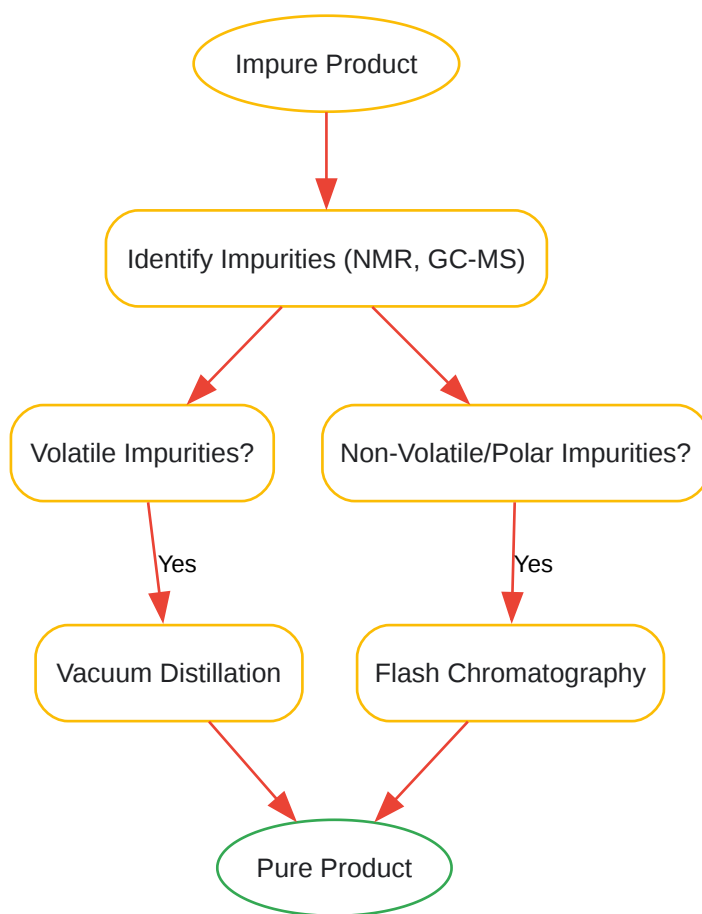 Impure Product
Identify Impurities (NMR, GC-MS)
Volatile Impurities?
Non-Volatile/Polar Impurities?
Yes
Yes
Vacuum Distillation
Flash Chromatography
Pure Product